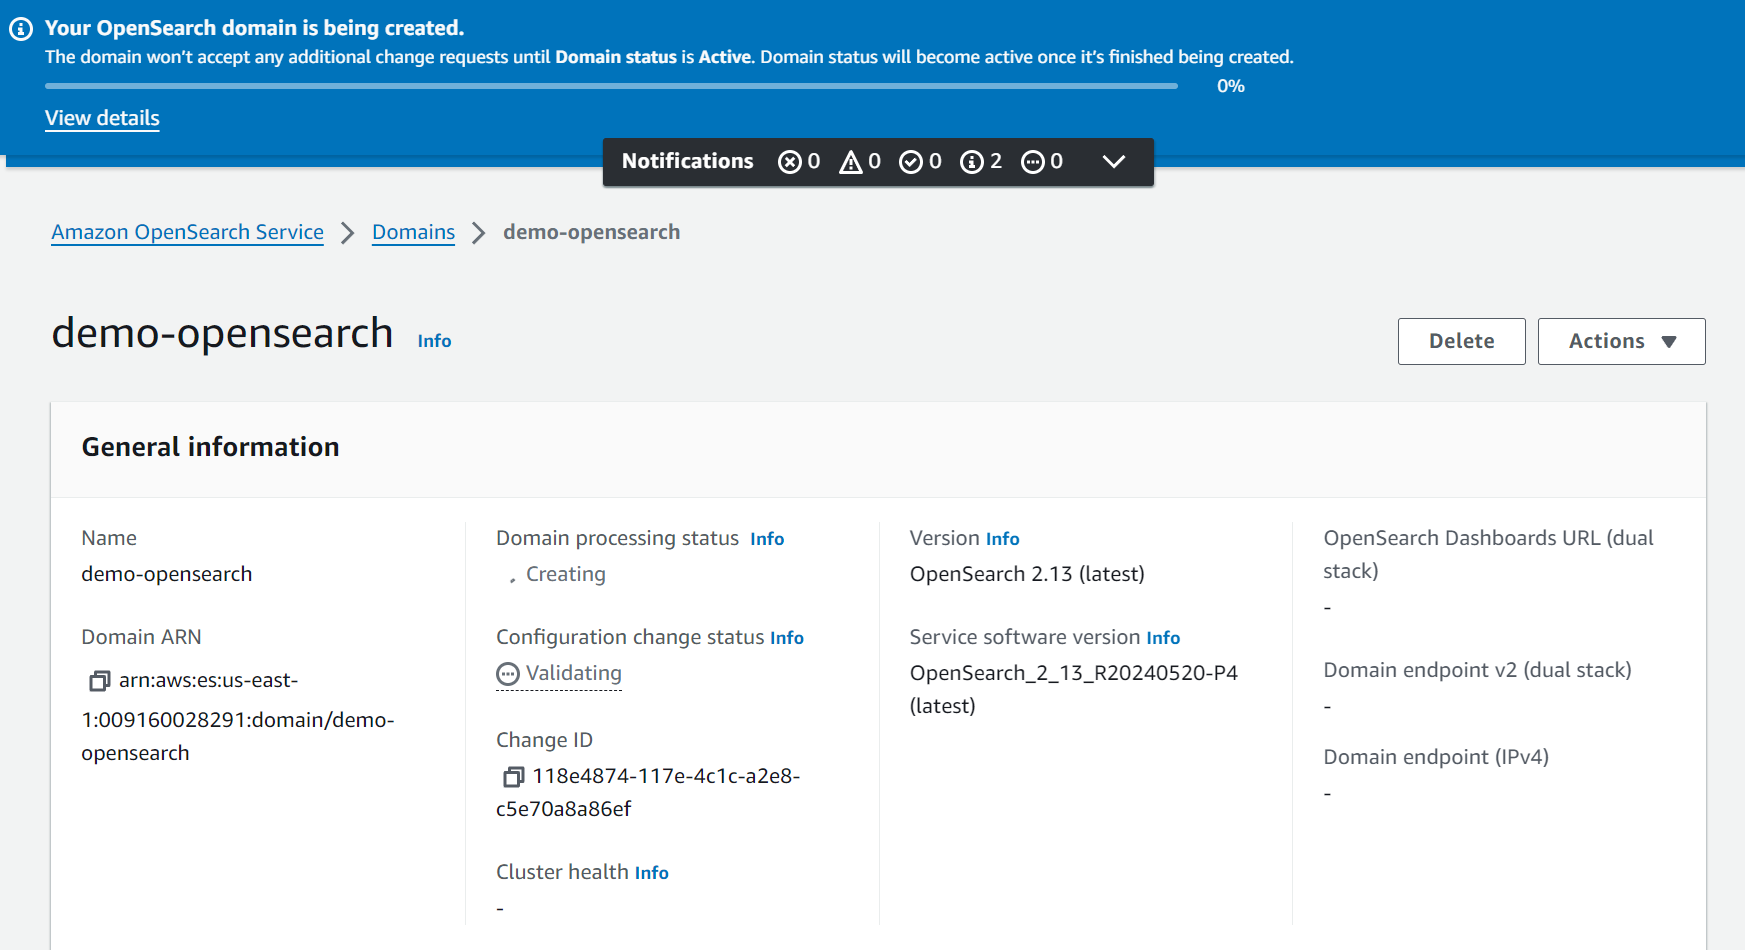 Your OpenSearch domain is being created.
The domain won't accept any additional change requests until Domain status is Active. Domain status will become active once it's finished being created.
0%
View details
Notifications 0 0 0 2 0
Amazon OpenSearch Service Domains demo-opensearch
demo-opensearch Info
Delete
Actions
General information
Name
demo-opensearch
Domain ARN
arn:aws:es:us-east-
1:009160028291:domain/demo-
opensearch
Domain processing status Info
Creating
Configuration change status Info
Validating
Change ID
118e4874-117e-4c1c-a2e8-
c5e70a8a86ef
Cluster health Info
-
Version Info
OpenSearch 2.13 (latest)
Service software version Info
OpenSearch_2_13_R20240520-P4
(latest)
OpenSearch Dashboards URL (dual
stack)
-
Domain endpoint v2 (dual stack)
-
Domain endpoint (IPv4)
-